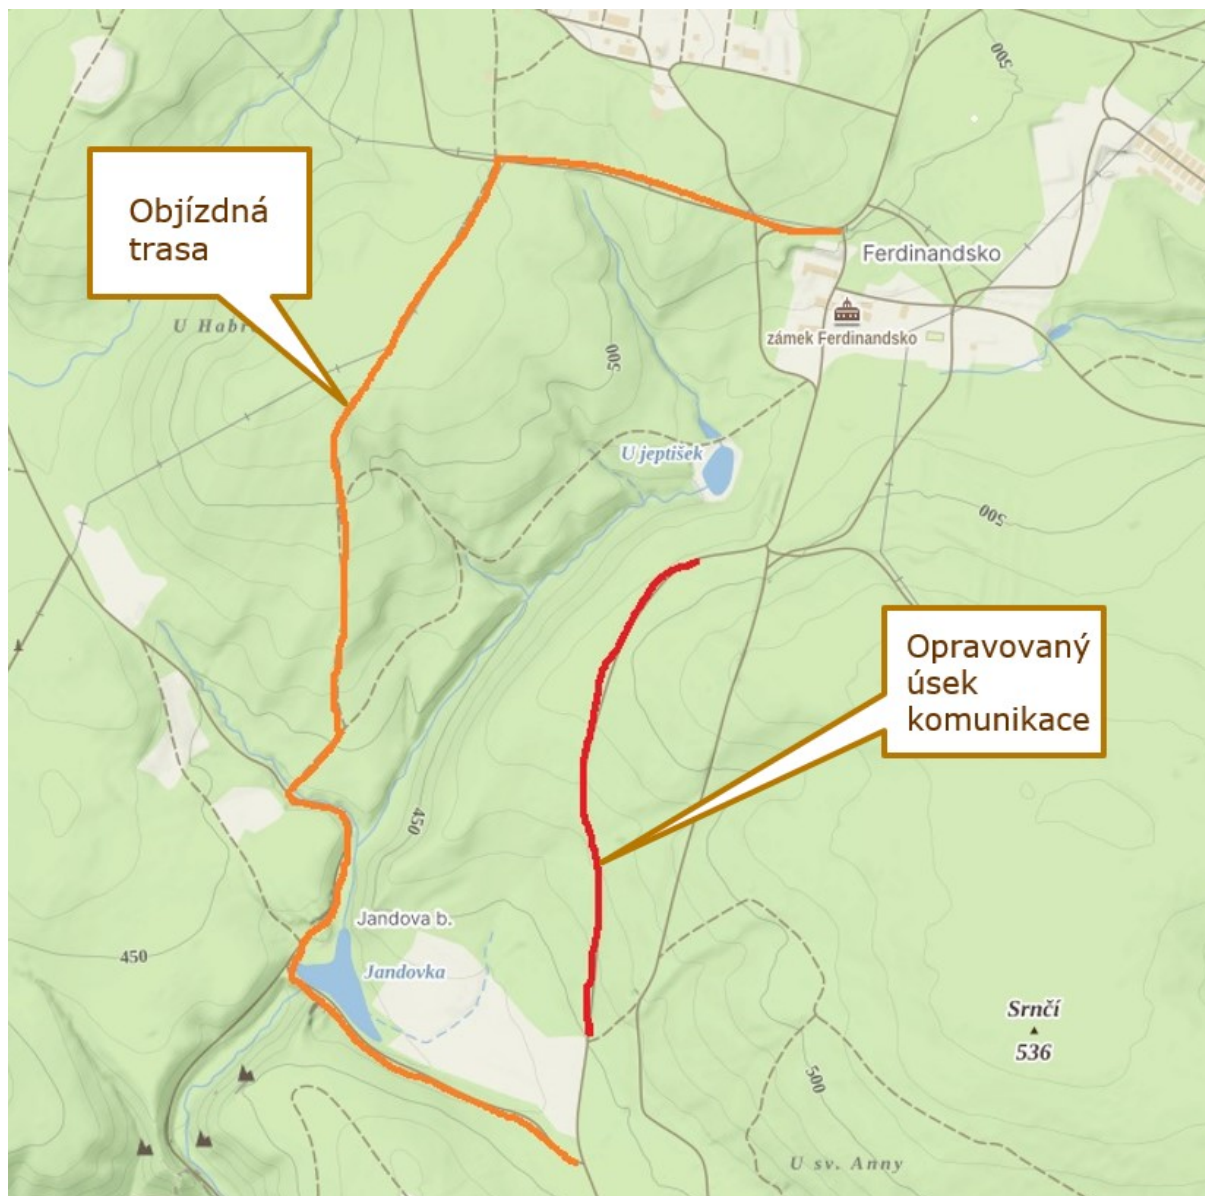 500
Objízdná
trasa
Ferdinandsko
zámek Ferdinandsko
500
U jeptišek
500
Opravovaný
úsek
komunikace
450
Jandova b.
450
Jandovka
Srnčí
536
500
U sv. Anny